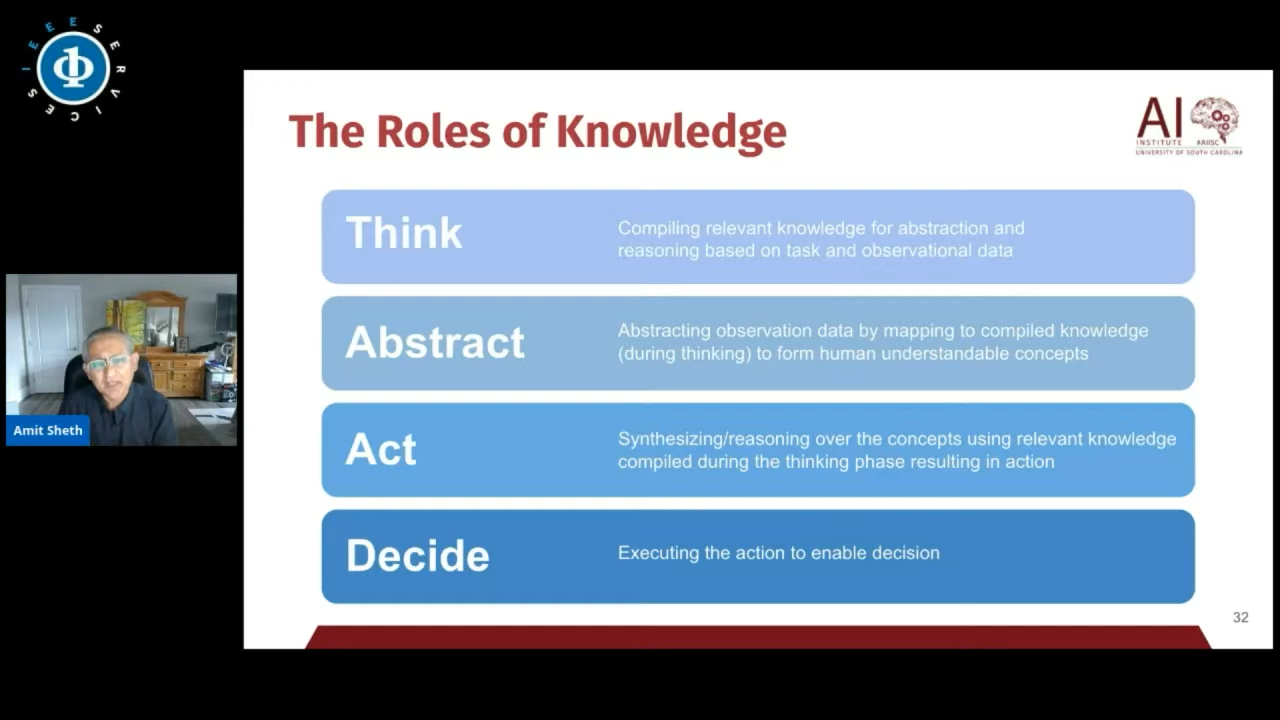 IEEE SERVICES
The Roles of Knowledge
AI
INSTITUTE #AIISC
UNIVERSITY OF SOUTH CAROLINA
Think
Compiling relevant knowledge for abstraction and
reasoning based on task and observational data
Abstract
Abstracting observation data by mapping to compiled knowledge
(during thinking) to form human understandable concepts
Act
Synthesizing/reasoning over the concepts using relevant knowledge
compiled during the thinking phase resulting in action
Decide
Executing the action to enable decision
Amit Sheth
32